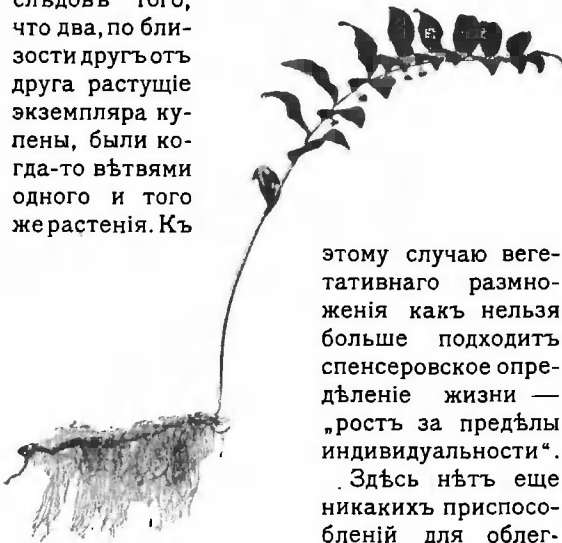 слѣдовъ того,
что два, по бли-
зости другъ отъ
друга растущіе
экземпляра ку-
пены, были ко-
гда-то вѣтвями
одного и того
же растенія. Къ
этому случаю веге-
тативнаго размно-
женія какъ нельзя
больше подходитъ
спенсеровское опре-
дѣленіе жизни —
„ростъ за предѣлы
индивидуальности“.
Здѣсь нѣтъ еще
никакихъ приспосо-
бленій для облег-